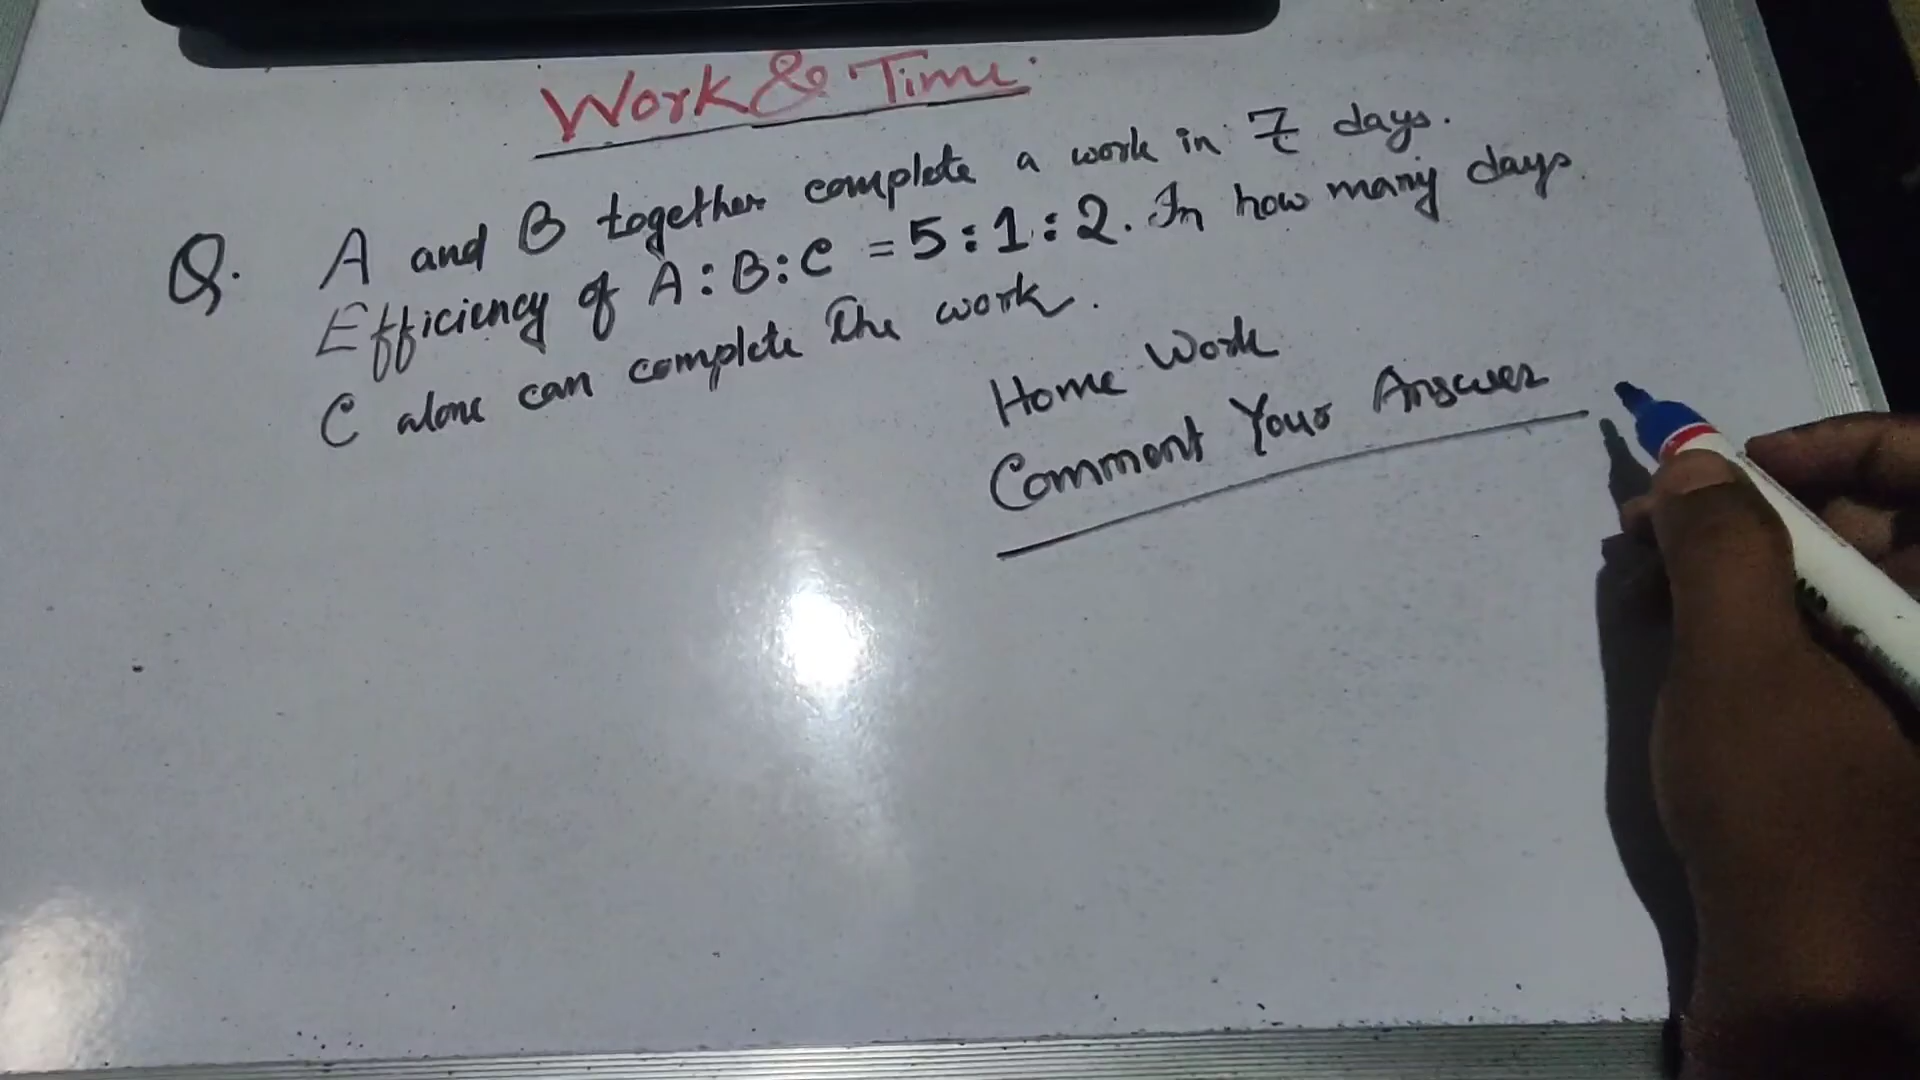 Work & Time
Q. A and B together complete a work in 7 days.
Efficiency of A : B : C = 5 : 1 : 2. In how many days
C alone can complete the work.
Home Work
Comment Your Answer